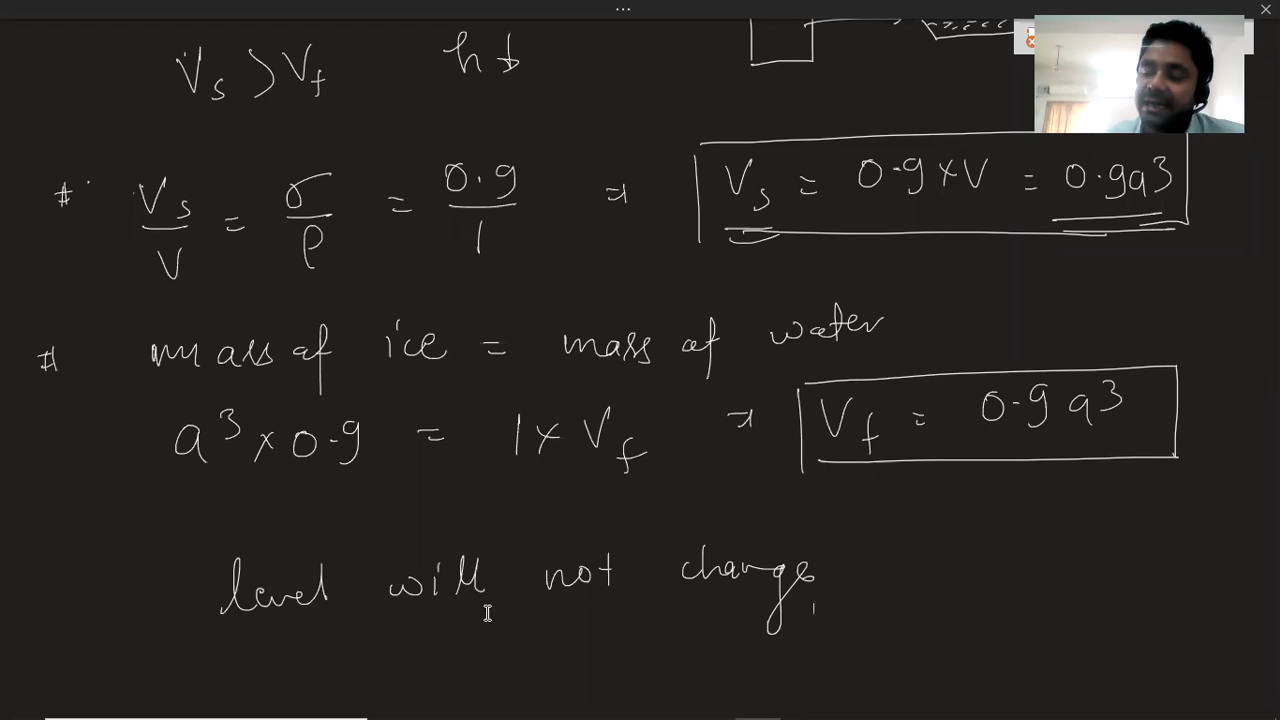 Vs > Vf h↓
# Vs/V = σ/ρ = 0.9/1 ⇒ Vs = 0.9 × V = 0.9a3
# mass of ice = mass of water
a3 × 0.9 = 1 × Vf ⇒ Vf = 0.9 a3
level will not change,